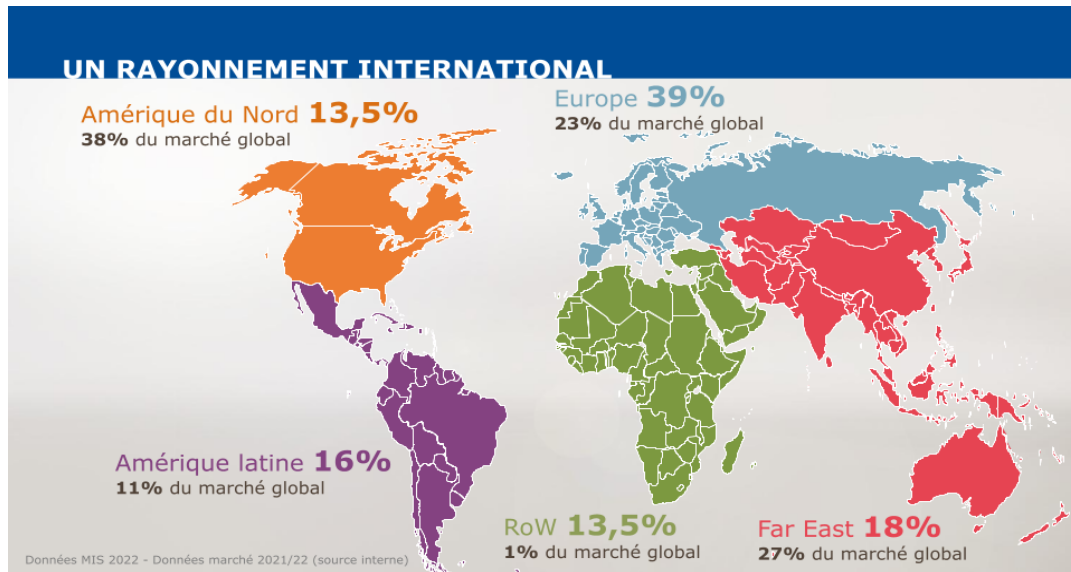 UN RAYONNEMENT INTERNATIONAL
Amérique du Nord 13,5%
38% du marché global
Europe 39%
23% du marché global
Amérique latine 16%
11% du marché global
RoW 13,5%
1% du marché global
Far East 18%
27% du marché global
Données MIS 2022 - Données marché 2021/22 (source interne)